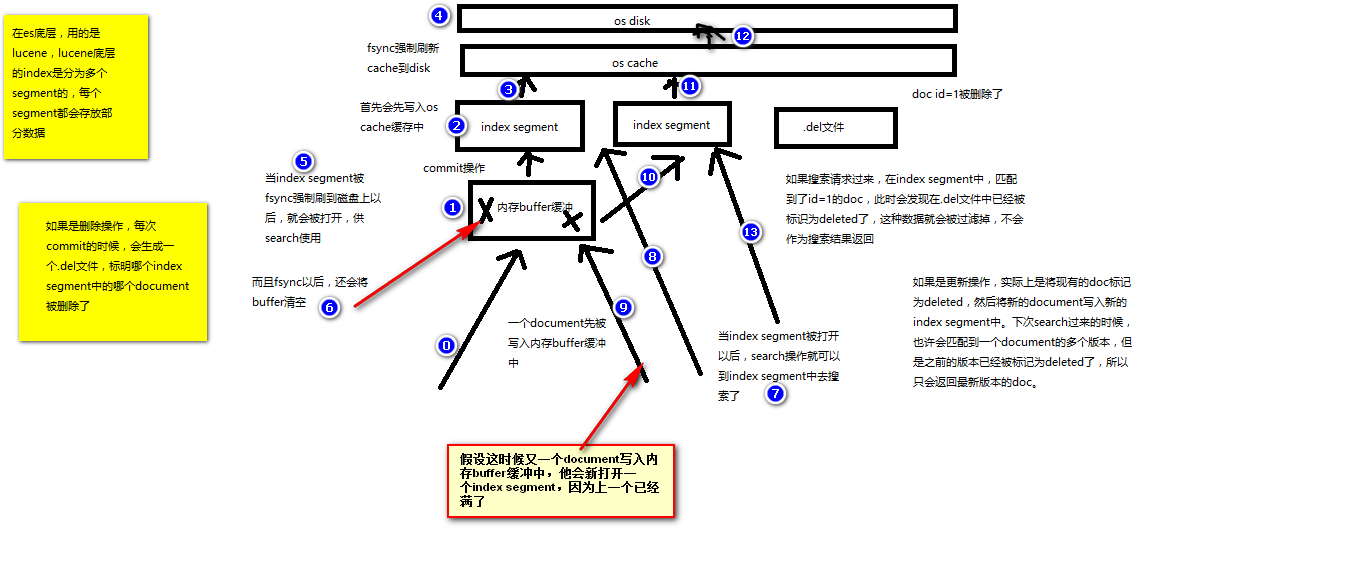 在es底层，用的是
lucene，lucene底层
的index是分为多个
segment的，每个
segment都会存放部
分数据
如果是删除操作，每次
commit的时候，会生成一
个.del文件，标明哪个index
segment中的哪个document
被删除了
4
os disk
12
fsync强制刷新
cache到disk
os cache
3
11
首先会先写入os
cache缓存中
2
index segment
index segment
.del文件
doc id=1被删除了
5
当index segment被
fsync强制刷到磁盘上以
后，就会被打开，供
search使用
commit操作
10
1
内存buffer缓冲
13
8
如果搜索请求过来，在index segment中，匹配
到了id=1的doc，此时会发现在.del文件中已经被
标识为deleted了，这种数据就会被过滤掉，不会
作为搜索结果返回
而且fsync以后，还会将
buffer清空
6
9
0
一个document先被
写入内存buffer缓冲
中
当index segment被打开
以后，search操作就可以
到index segment中去搜
索了
7
如果是更新操作，实际上是将现有的doc标记
为deleted，然后将新的document写入新的
index segment中。下次search过来的时候，
也许会匹配到一个document的多个版本，但
是之前的版本已经被标记为deleted了，所以
只会返回最新版本的doc。
假设这时候又一个document写入内
存buffer缓冲中，他会新打开一
个index segment，因为上一个已经
满了